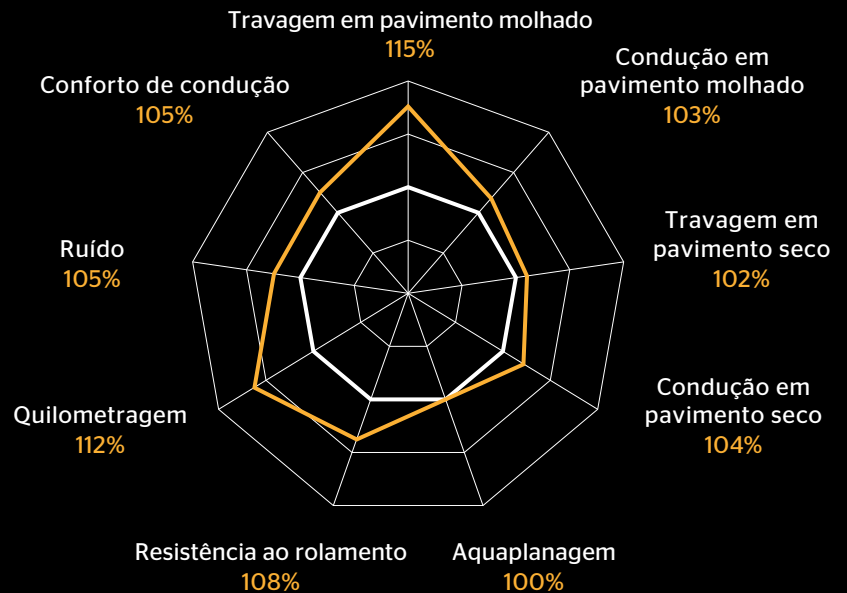 Travagem em pavimento molhado
115%
Condução em
pavimento molhado
103%
Conforto de condução
105%
Travagem em
pavimento seco
102%
Ruído
105%
Condução em
pavimento seco
104%
Quilometragem
112%
Resistência ao rolamento
108%
Aquaplanagem
100%